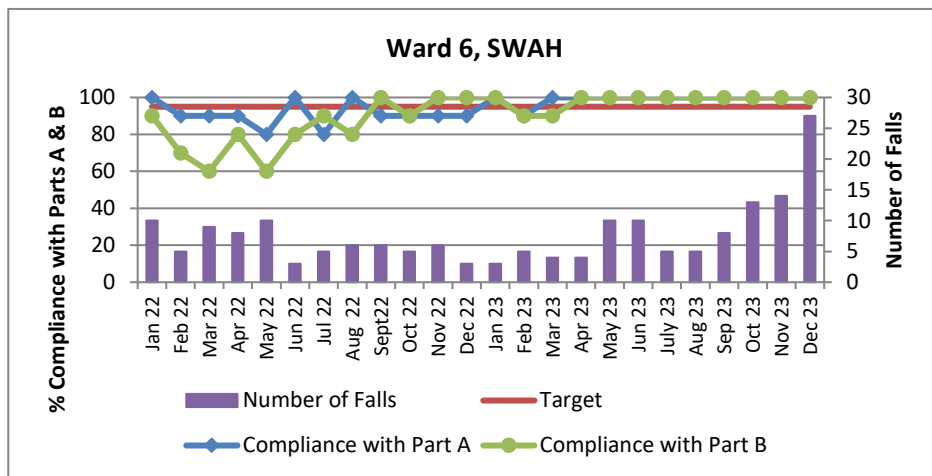 Ward 6, SWAH
% Compliance with Parts A & B
100
80
60
40
20
0
30
25
20
15
10
5
0
Number of Falls
Jan 22
Feb 22
Mar 22
Apr 22
May 22
Jun 22
Jul 22
Aug 22
Sept22
Oct 22
Nov 22
Dec 22
Jan 23
Feb 23
Mar 23
Apr 23
May 23
Jun 23
July 23
Aug 23
Sep 23
Oct 23
Nov 23
Dec 23
Number of Falls
Target
Compliance with Part A
Compliance with Part B